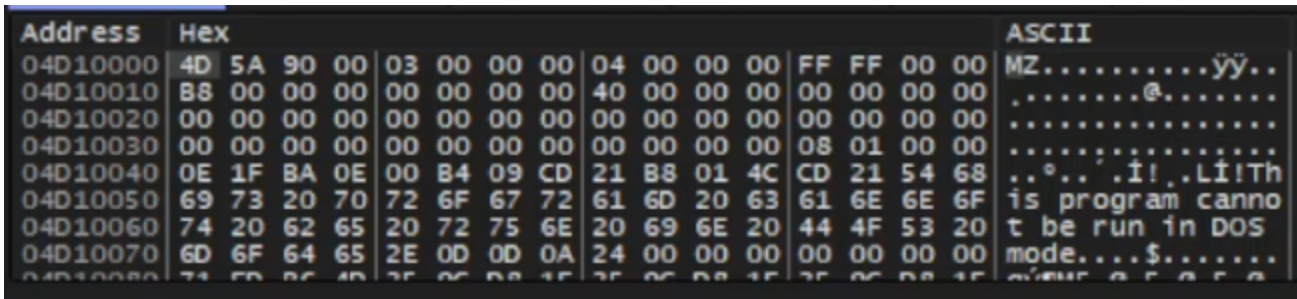 Address Hex ASCII
04D10000 4D 5A 90 00 03 00 00 00 04 00 00 00 FF FF 00 00 MZ..........ÿÿ..
04D10010 B8 00 00 00 00 00 00 00 40 00 00 00 00 00 00 00 ¸.......@.......
04D10020 00 00 00 00 00 00 00 00 00 00 00 00 00 00 00 00 ................
04D10030 00 00 00 00 00 00 00 00 00 00 00 00 08 01 00 00 ................
04D10040 0E 1F BA 0E 00 B4 09 CD 21 B8 01 4C CD 21 54 68 ..º..´.Í!¸.LÍ!Th
04D10050 69 73 20 70 72 6F 67 72 61 6D 20 63 61 6E 6E 6F is program canno
04D10060 74 20 62 65 20 72 75 6E 20 69 6E 20 44 4F 53 20 t be run in DOS
04D10070 6D 6F 64 65 2E 0D 0D 0A 24 00 00 00 00 00 00 00 mode....$.......